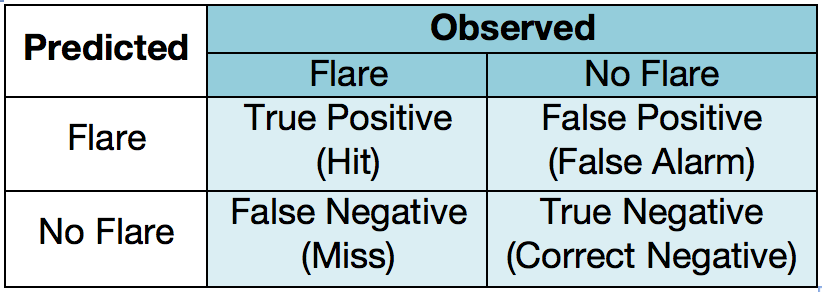 Predicted
Observed
Flare
No Flare
Flare
True Positive
(Hit)
False Positive
(False Alarm)
No Flare
False Negative
(Miss)
True Negative
(Correct Negative)